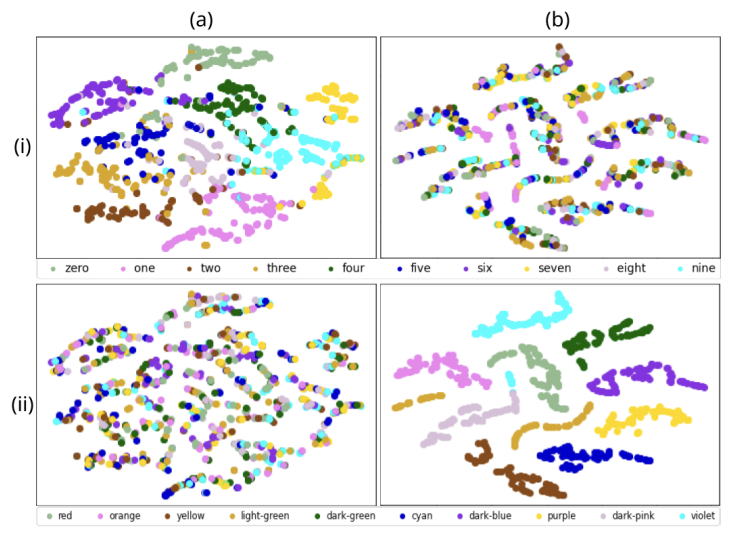 (a) (b)
(i)
zero one two three four five six seven eight nine
(ii)
red orange yellow light-green dark-green cyan dark-blue purple dark-pink violet